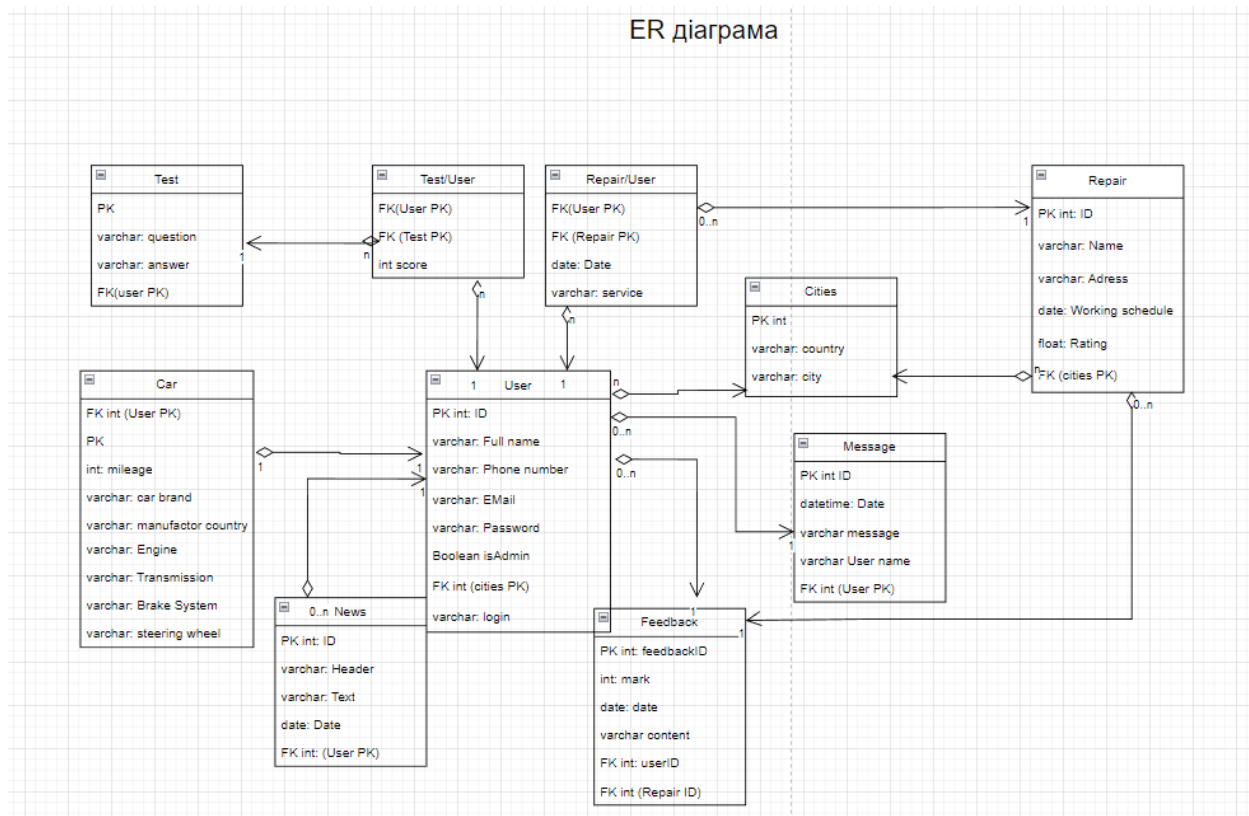 ER діаграма
Test
PK
varchar: question
varchar: answer
FK(user PK)
1
n
Test/User
FK(User PK)
FK (Test PK)
int score
n
Repair/User
FK(User PK)
FK (Repair PK)
date: Date
varchar: service
0..n
n
1
Repair
PK int: ID
varchar: Name
varchar: Adress
date: Working schedule
float: Rating
FK (cities PK)
n
0..n
Cities
PK int
varchar: country
varchar: city
Car
FK int (User PK)
PK
int: mileage
varchar: car brand
varchar: manufactor country
varchar: Engine
varchar: Transmission
varchar: Brake System
varchar: steering wheel
1
1
1
1 User 1
PK int: ID
varchar: Full name
varchar: Phone number
varchar: EMail
varchar: Password
Boolean isAdmin
FK int (cities PK)
varchar: login
n
0..n
0..n
Message
PK int ID
datetime: Date
varchar message
varchar User name
FK int (User PK)
1
0..n News
PK int: ID
varchar: Header
varchar: Text
date: Date
FK int: (User PK)
1
1
Feedback
PK int: feedbackID
int: mark
date: date
varchar content
FK int: userID
FK int (Repair ID)